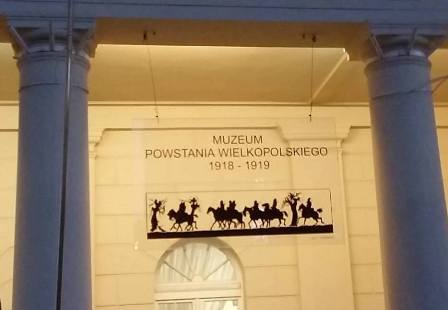 MUZEUM
POWSTANIA WIELKOPOLSKIEGO
1918 - 1919